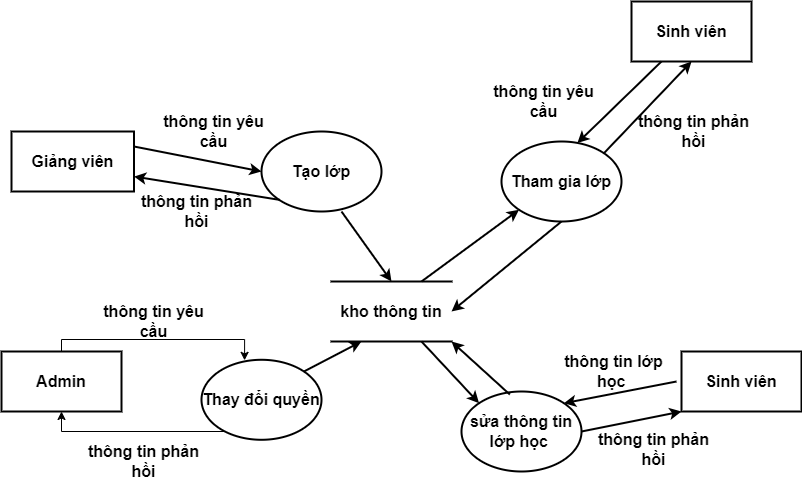 Sinh viên
thông tin yêu
cầu
thông tin phản
hồi
thông tin yêu
cầu
Giảng viên
Tạo lớp
Tham gia lớp
thông tin phản
hồi
kho thông tin
thông tin yêu
cầu
Admin
Thay đổi quyền
thông tin phản
hồi
thông tin lớp
học
Sinh viên
sửa thông tin
lớp học
thông tin phản
hồi